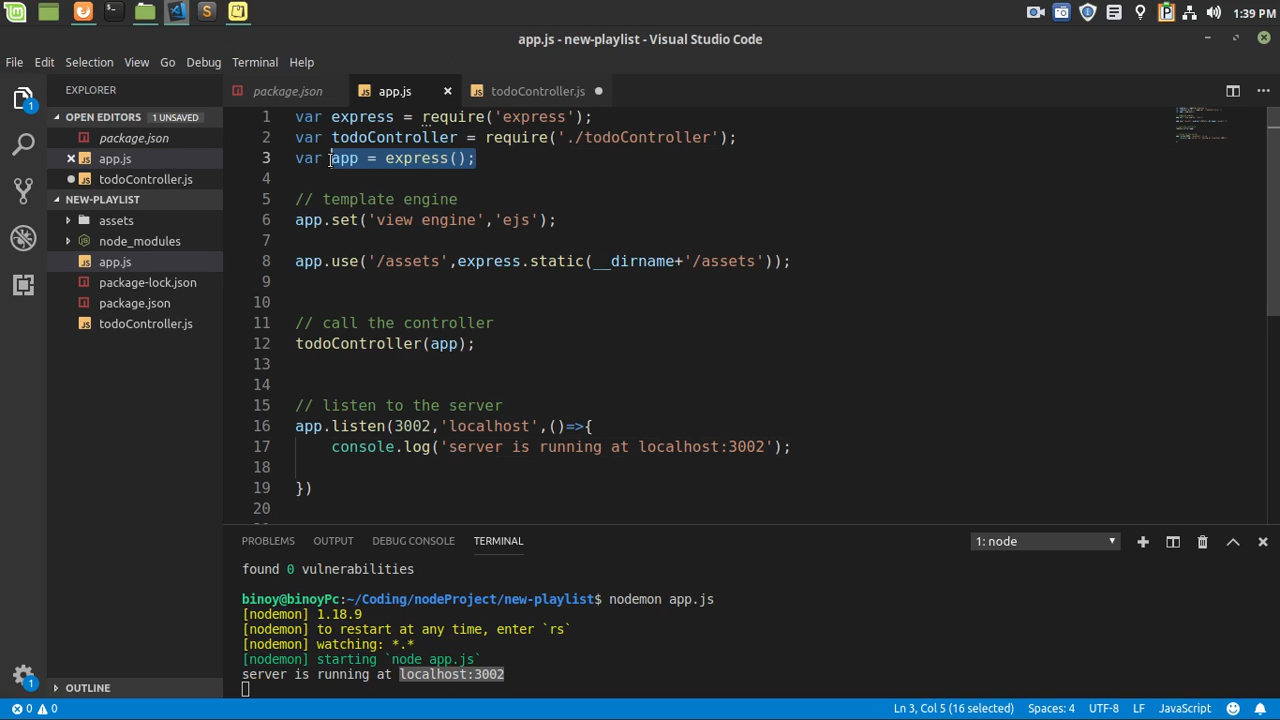 1:39 PM
app.js - new-playlist - Visual Studio Code
File Edit Selection View Go Debug Terminal Help
EXPLORER
package.json app.js todoController.js
OPEN EDITORS 1 UNSAVED
package.json
app.js
todoController.js
NEW-PLAYLIST
assets
node_modules
app.js
package-lock.json
package.json
todoController.js
OUTLINE
1 var express = require('express');
2 var todoController = require('./todoController');
3 var app = express();
4
5 // template engine
6 app.set('view engine','ejs');
7
8 app.use('/assets',express.static(__dirname+'/assets'));
9
10
11 // call the controller
12 todoController(app);
13
14
15 // listen to the server
16 app.listen(3002,'localhost',()=>{
17 console.log('server is running at localhost:3002');
18
19 })
20
PROBLEMS OUTPUT DEBUG CONSOLE TERMINAL 1: node
found 0 vulnerabilities
binoy@binoyPc:~/Coding/nodeProject/new-playlist$ nodemon app.js
[nodemon] 1.18.9
[nodemon] to restart at any time, enter `rs`
[nodemon] watching: *.*
[nodemon] starting `node app.js`
server is running at localhost:3002
0 0 Ln 3, Col 5 (16 selected) Spaces: 4 UTF-8 LF JavaScript